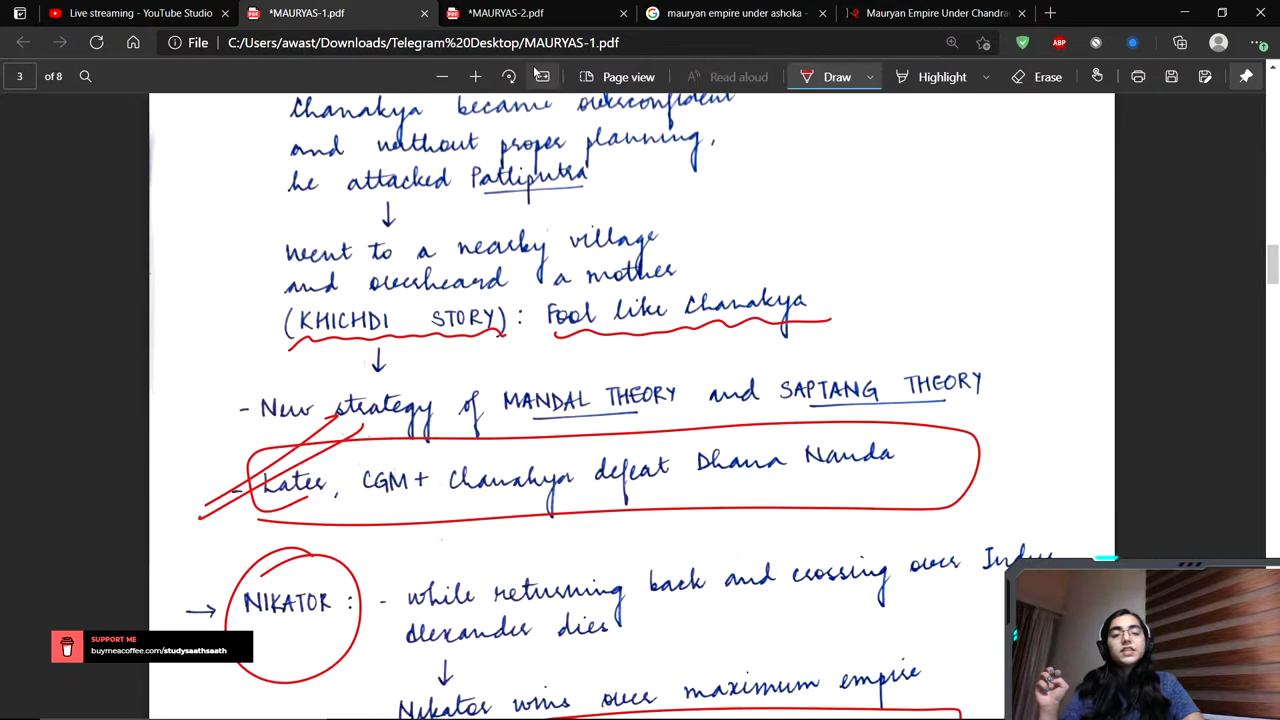 Live streaming - YouTube Studio
*MAURYAS-1.pdf
*MAURYAS-2.pdf
mauryan empire under ashoka -
Mauryan Empire Under Chandra
File
C:/Users/awast/Downloads/Telegram%20Desktop/MAURYAS-1.pdf
3 of 8
Page view
Read aloud
Draw
Highlight
Erase
ABP
Chanakya became overconfident
and without proper planning,
he attacked Patliputra
↓
Went to a nearby village
and overheard a mother
(KHICHDI STORY) : Fool like Chanakya
↓
- New strategy of MANDAL THEORY and SAPTANG THEORY
- Later, CGM + Chanakya defeat Dhana Nanda
→ NIKATOR : - while returning back and crossing over Indus
Alexander dies
↓
Nikator wins over maximum empire
SUPPORT ME
buymeacoffee.com/studysaathsaath